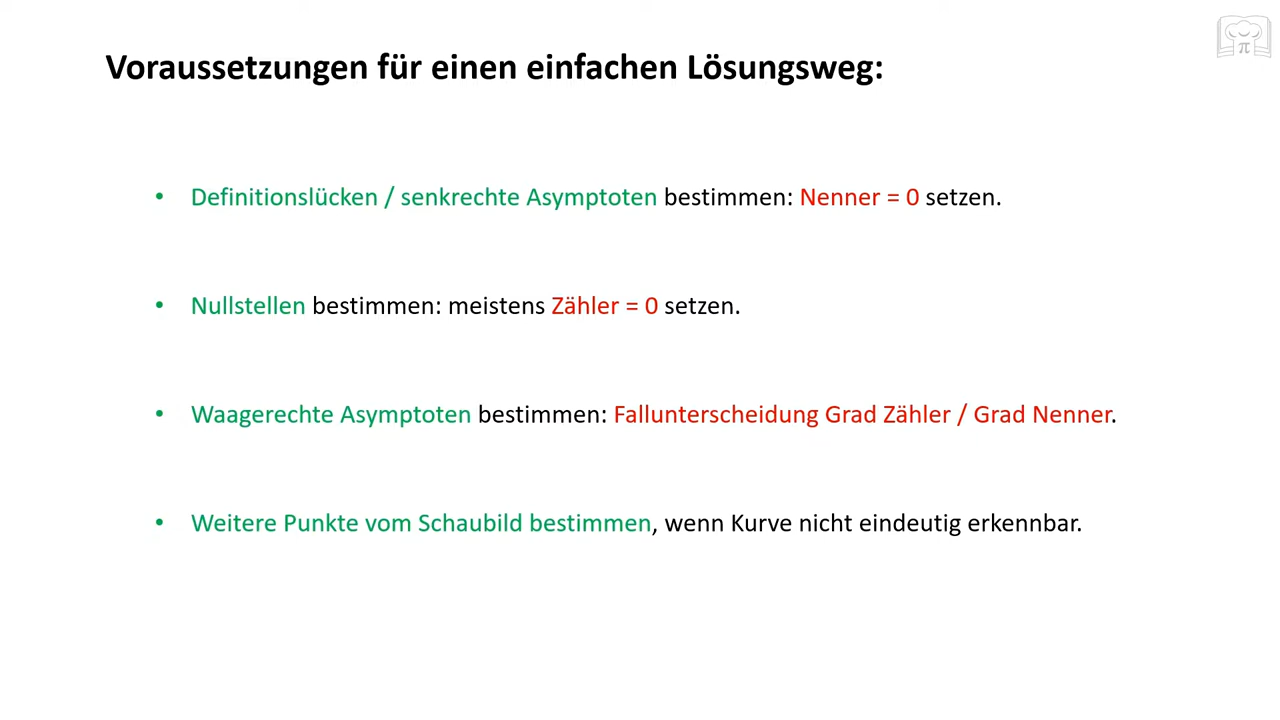 Voraussetzungen für einen einfachen Lösungsweg:
• Definitionslücken / senkrechte Asymptoten bestimmen: Nenner = 0 setzen.
• Nullstellen bestimmen: meistens Zähler = 0 setzen.
• Waagerechte Asymptoten bestimmen: Fallunterscheidung Grad Zähler / Grad Nenner.
• Weitere Punkte vom Schaubild bestimmen, wenn Kurve nicht eindeutig erkennbar.
π